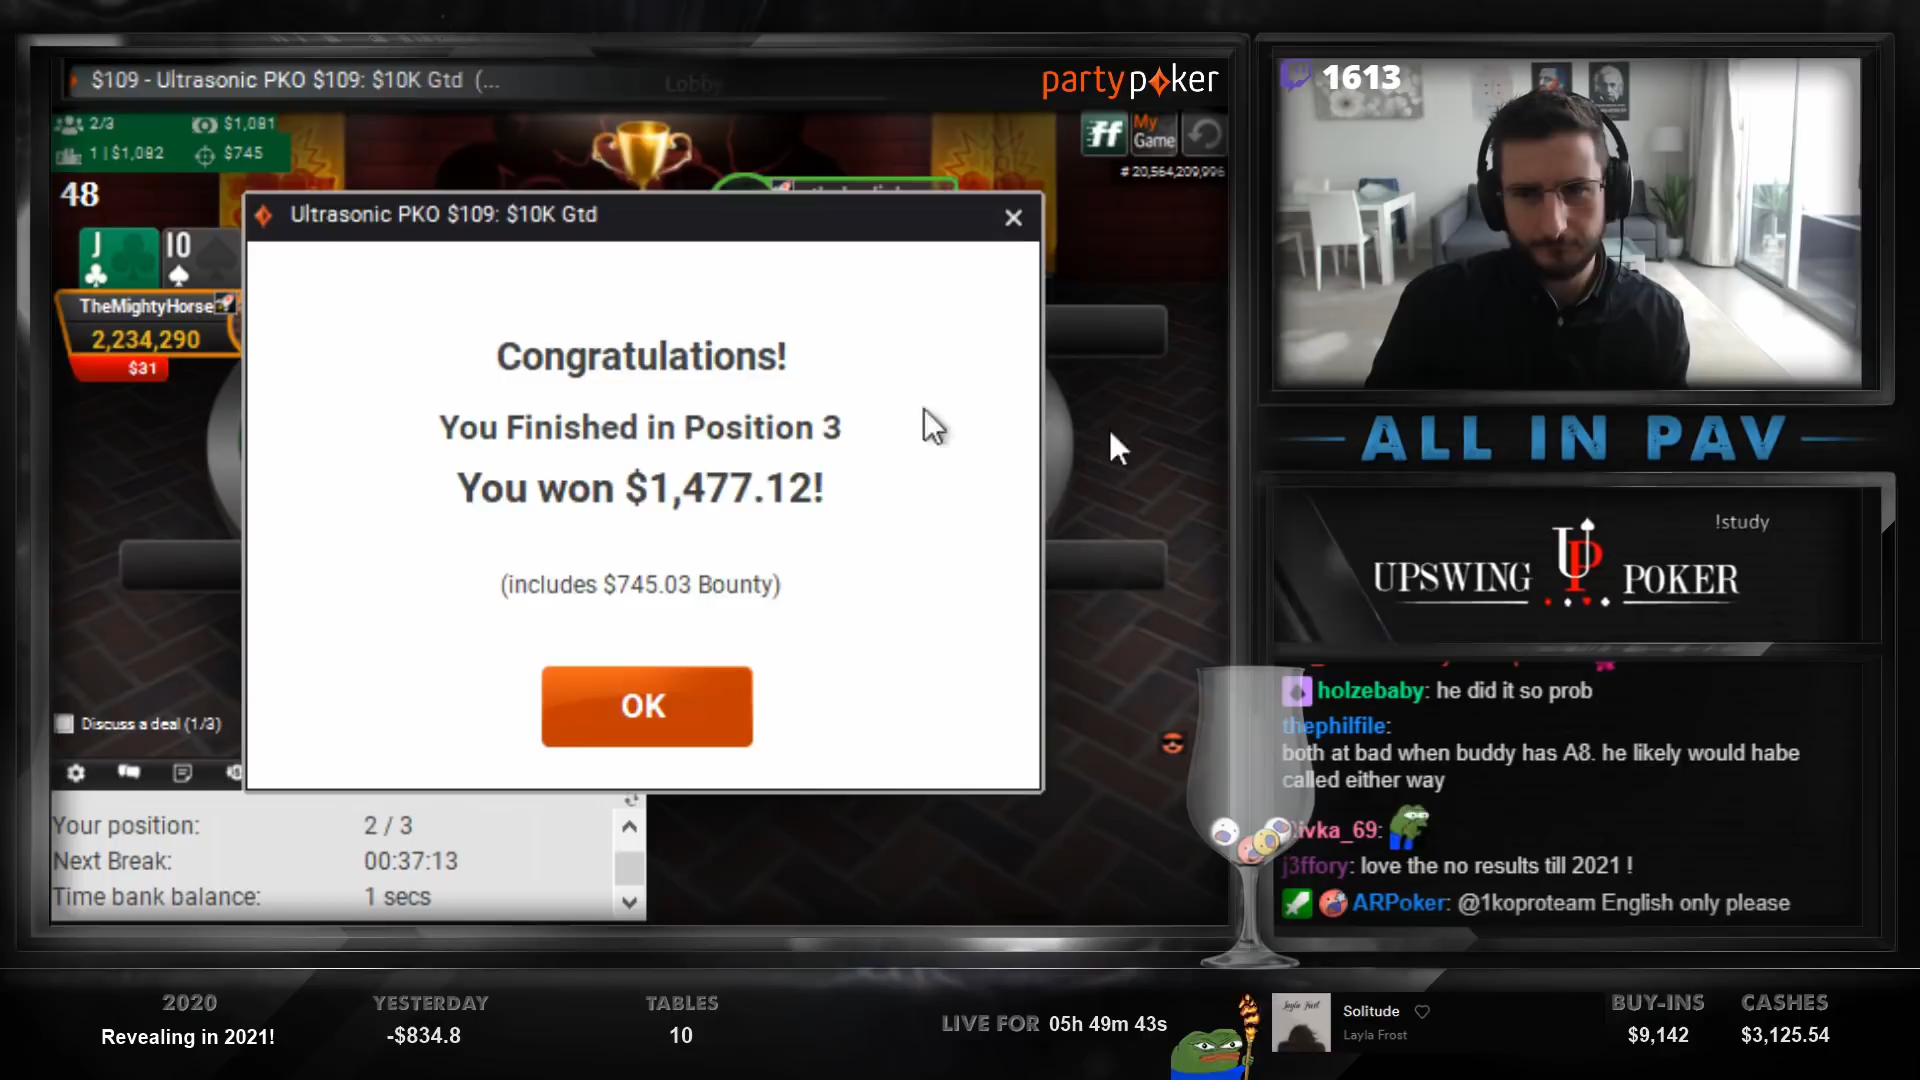 $109 - Ultrasonic PKO $109: $10K Gtd (...
Lobby
partypoker
2/3
$1,081
1 | $1,082
$745
ff
My
Game
# 20,564,209,996
48
J
10
TheMightyHorse
2,234,290
$31
Ultrasonic PKO $109: $10K Gtd
Congratulations!
You Finished in Position 3
You won $1,477.12!
(includes $745.03 Bounty)
OK
Discuss a deal (1/3)
Your position: 2 / 3
Next Break: 00:37:13
Time bank balance: 1 secs
1613
ALL IN PAV
!study
UPSWING UP POKER
holzebaby: he did it so prob
thephilfile:
both at bad when buddy has A8. he likely would habe
called either way
ivka_69:
j3ffory: love the no results till 2021 !
ARPoker: @1koproteam English only please
2020
Revealing in 2021!
YESTERDAY
-$834.8
TABLES
10
LIVE FOR 05h 49m 43s
Solitude
Layla Frost
BUY-INS
$9,142
CASHES
$3,125.54